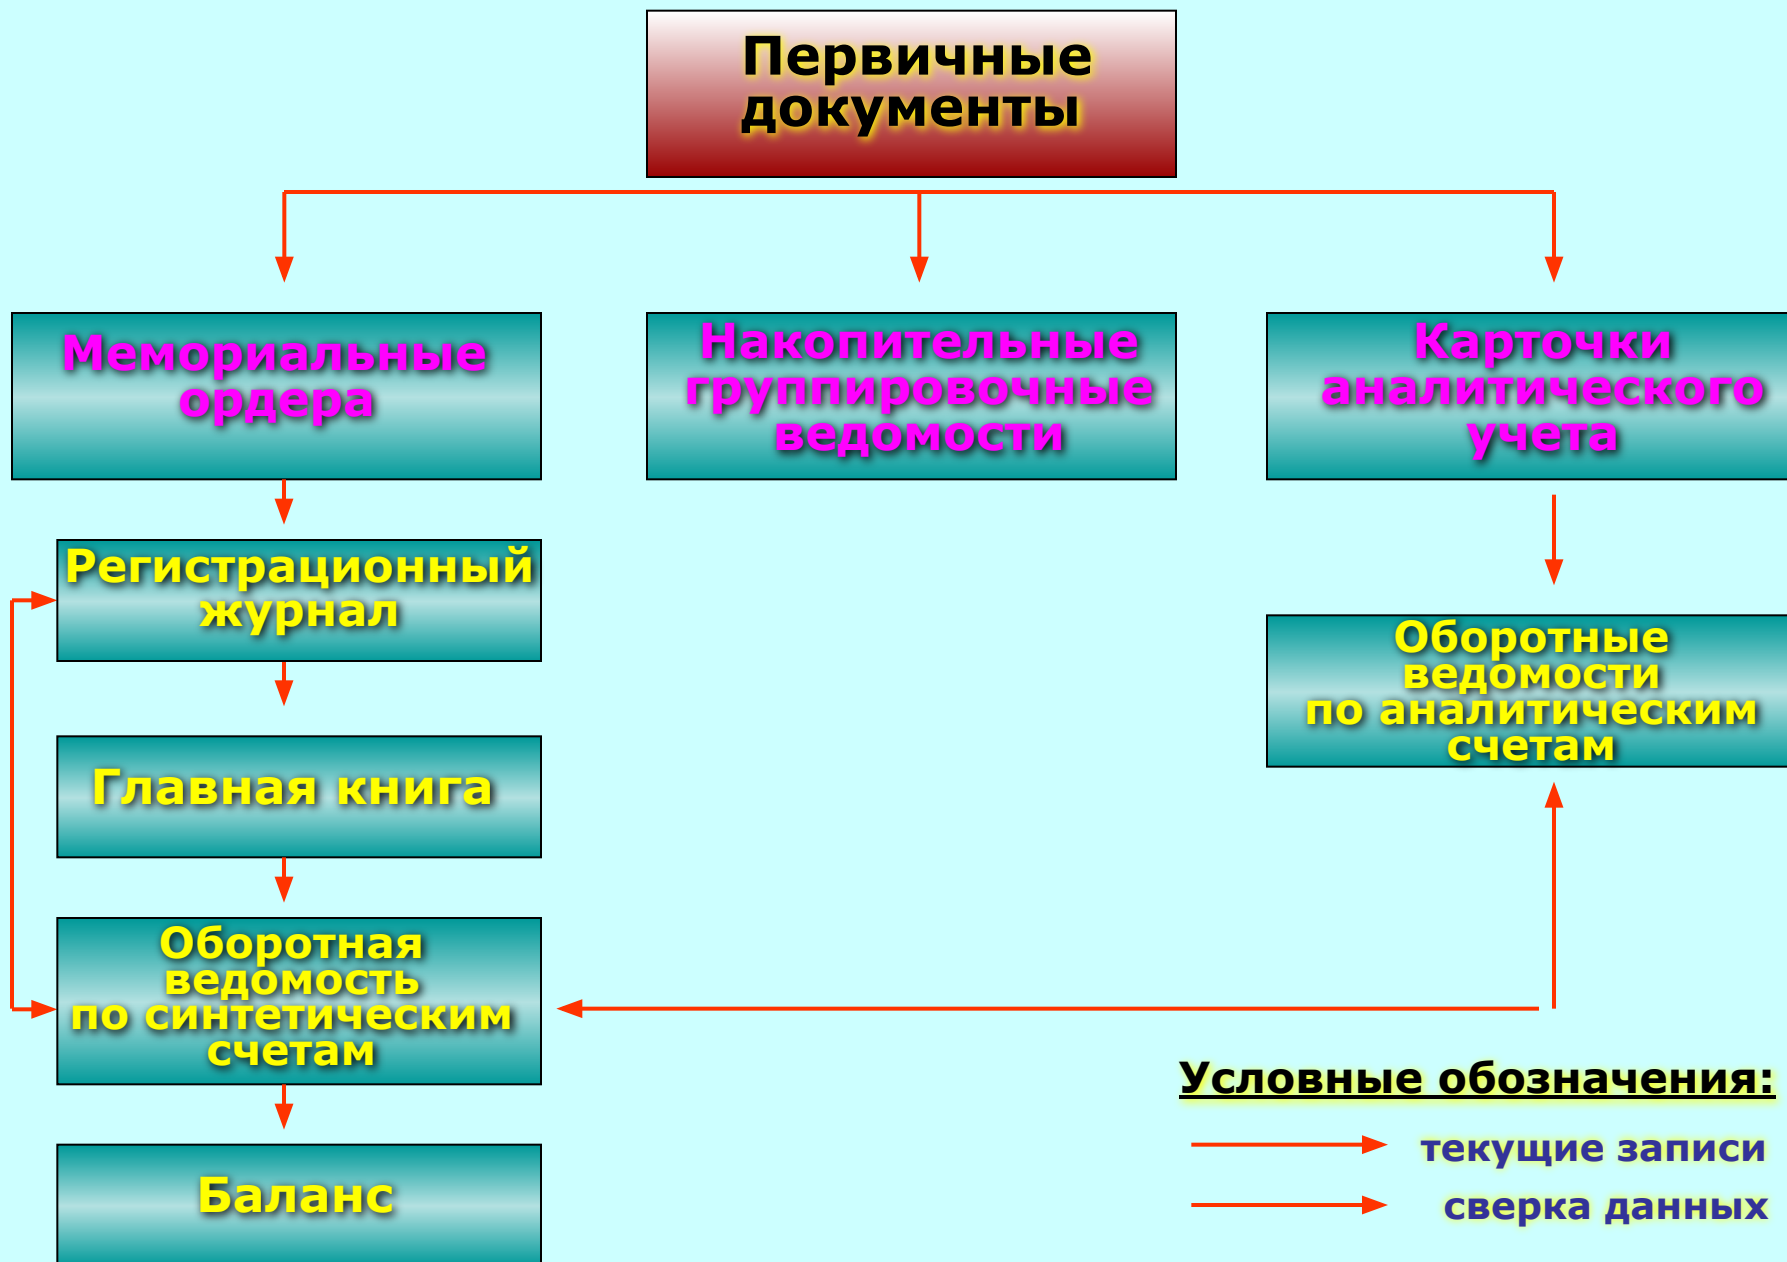 Первичные
документы
Мемориальные
ордера
Накопительные
группировочные
ведомости
Карточки
аналитического
учета
Регистрационный
журнал
Оборотные
ведомости
по аналитическим
счетам
Главная книга
Оборотная
ведомость
по синтетическим
счетам
Баланс
Условные обозначения:
текущие записи
сверка данных